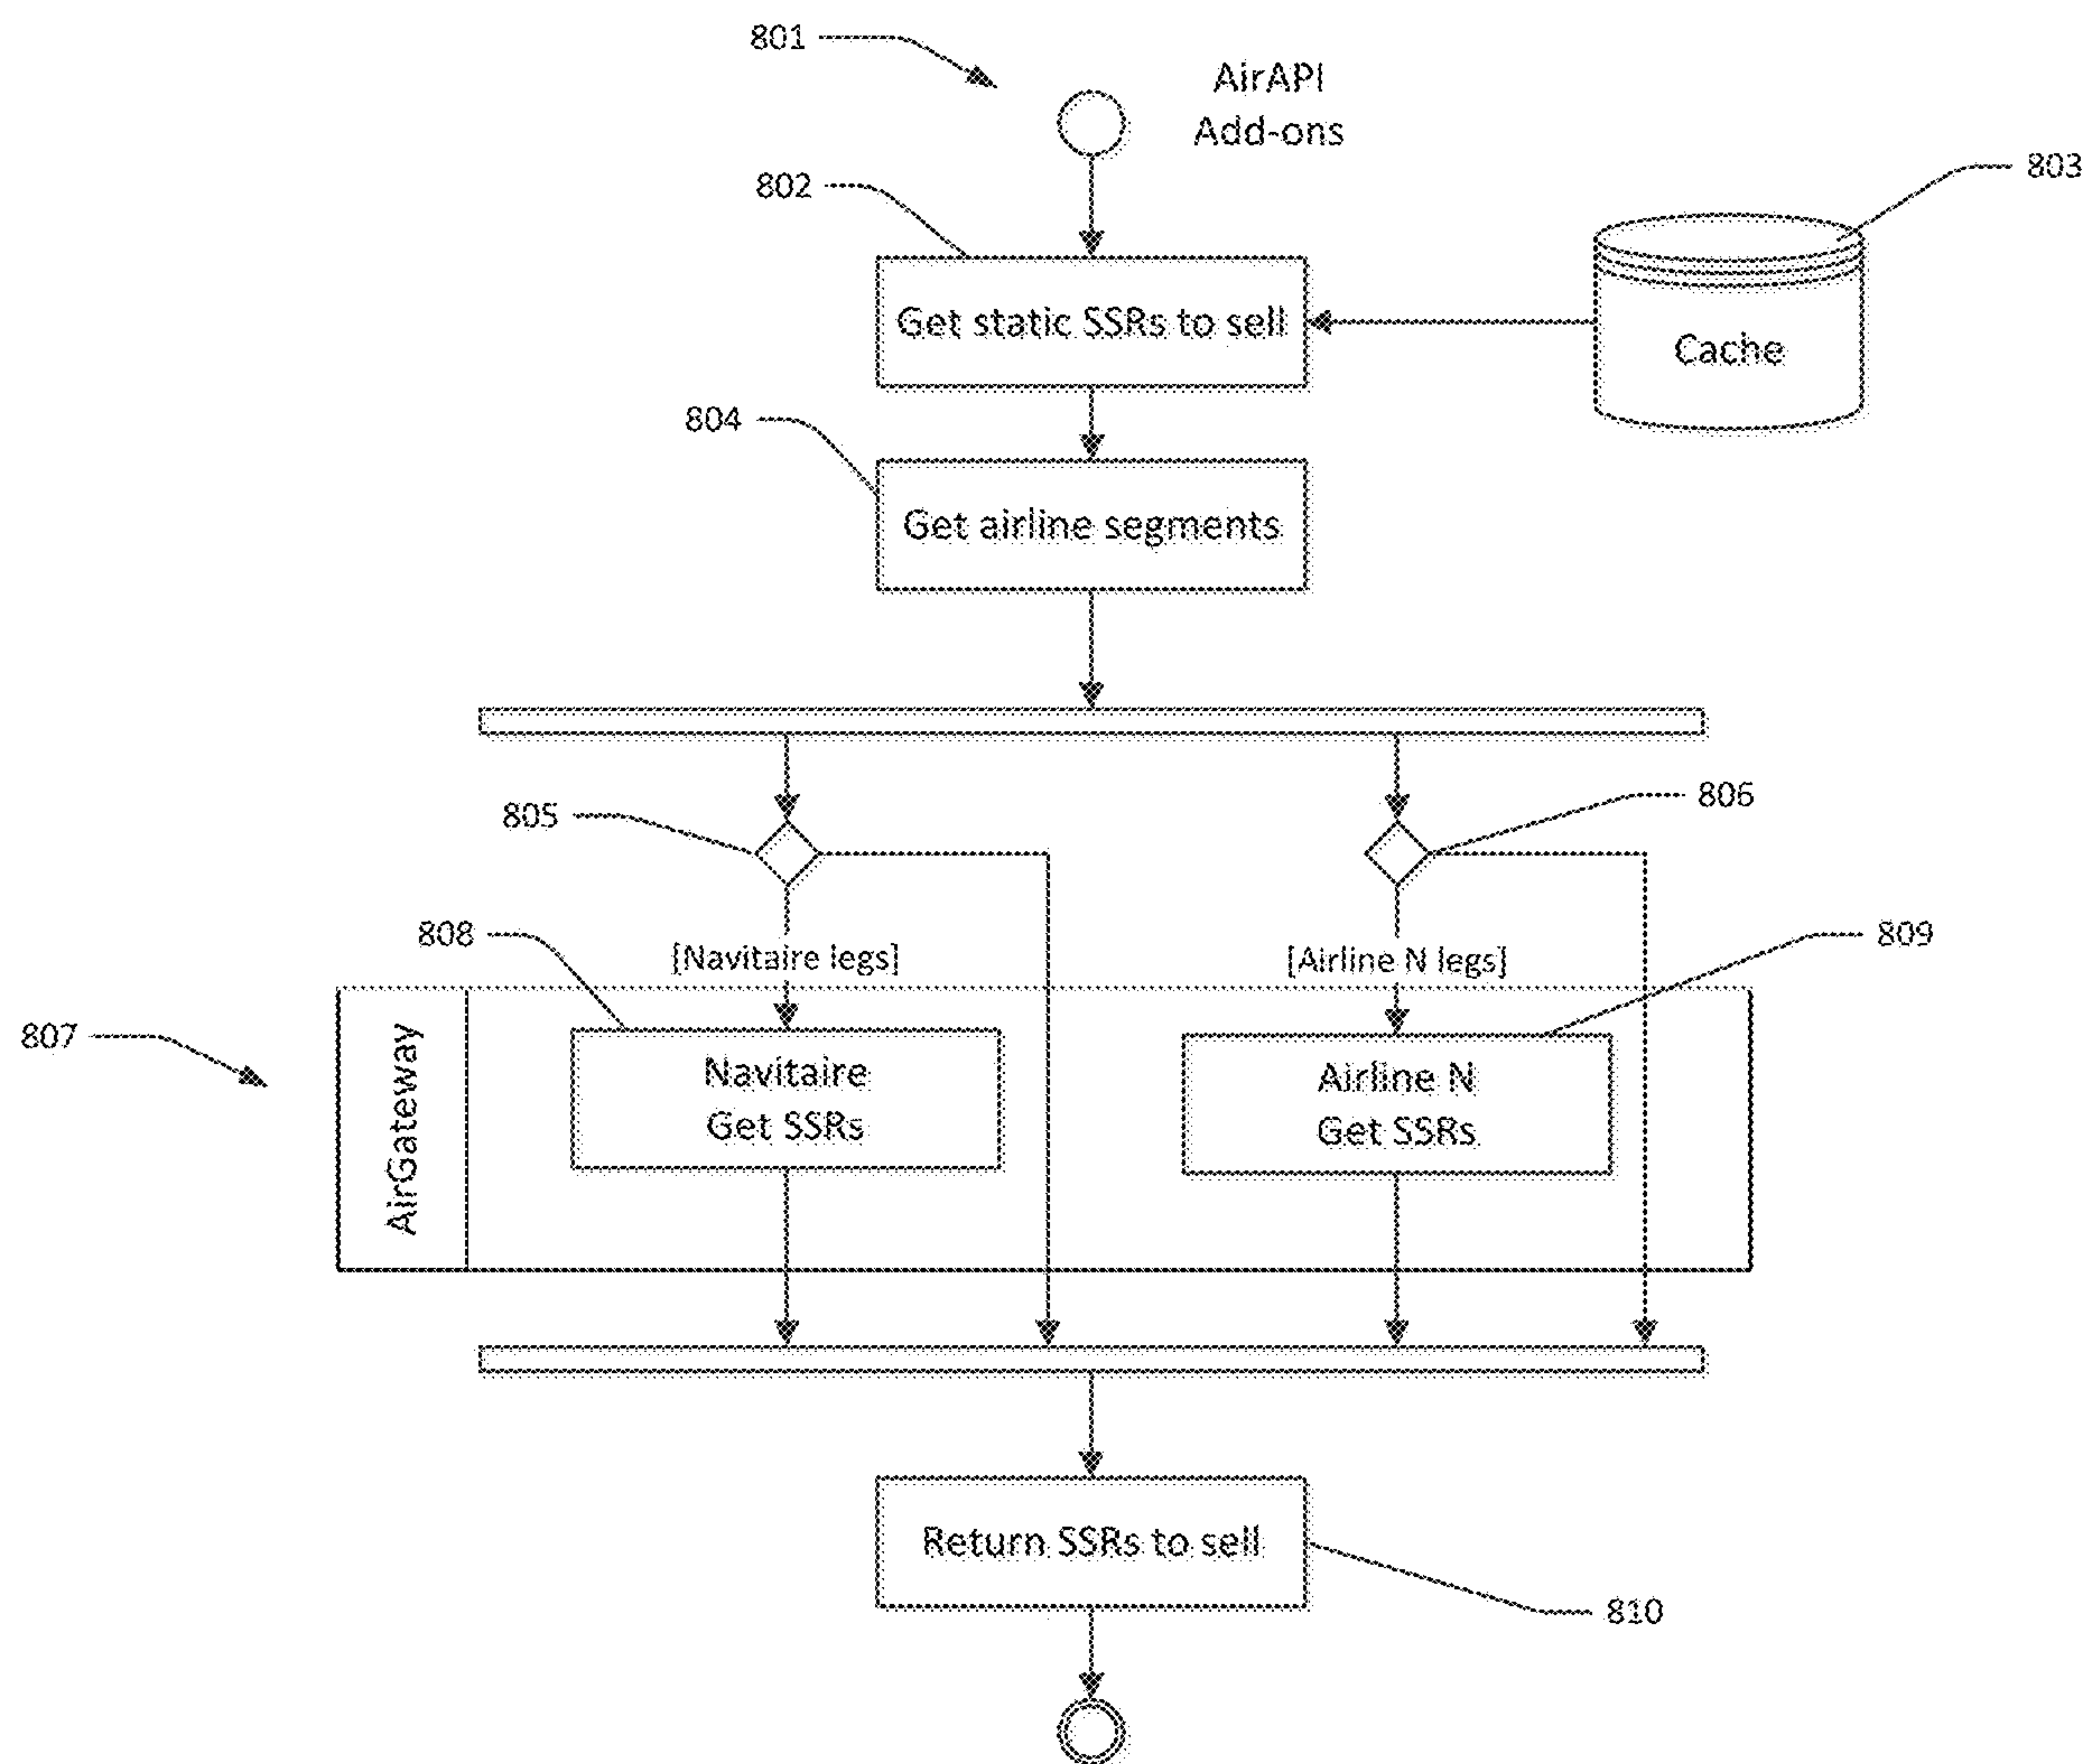 801
AirAPI
Add-ons
802
803
Get static SSRs to sell
Cache
804
Get airline segments
805
806
808
[Navitaire legs]
[Airline N legs]
809
807
AirGateway
Navitaire
Get SSRs
Airline N
Get SSRs
Return SSRs to sell
810